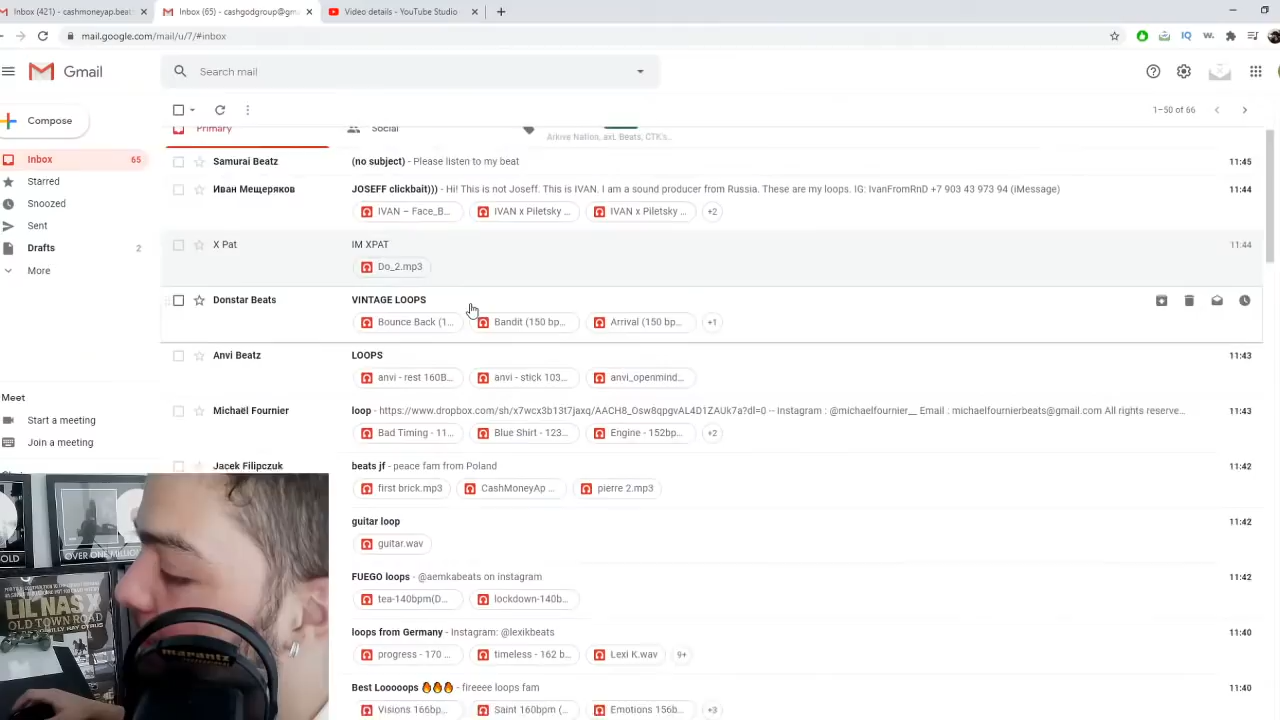 Inbox (421) - cashmoneyap.beat
Inbox (65) - cashgodgroup@gm
Video details - YouTube Studio
mail.google.com/mail/u/7/#inbox
Gmail
Search mail
Compose
1–50 of 66
Primary
Social
Arkive Nation, axl, Beats, CTK's...
Inbox 65
Starred
Snoozed
Sent
Drafts 2
More
Meet
Start a meeting
Join a meeting
Samurai Beatz (no subject) - Please listen to my beat 11:45
Иван Мещеряков JOSEFF clickbait))) - Hi! This is not Joseff. This is IVAN. I am a sound producer from Russia. These are my loops. IG: IvanFromRnD +7 903 43 973 94 (iMessage) 11:44
IVAN – Face_B... IVAN x Piletsky ... IVAN x Piletsky ... +2
X Pat IM XPAT 11:44
Do_2.mp3
Donstar Beats VINTAGE LOOPS
Bounce Back (1... Bandit (150 bp... Arrival (150 bp... +1
Anvi Beatz LOOPS 11:43
anvi - rest 160B... anvi - stick 103... anvi_openmind...
Michaël Fournier loop - https://www.dropbox.com/sh/x7wcx3b13t7jaxq/AACH8_Osw8qpgvAL4D1ZAUk7a?dl=0 -- Instagram : @michaelfournier__ Email : michaelfournierbeats@gmail.com All rights reserve... 11:43
Bad Timing - 11... Blue Shirt - 123... Engine - 152bp... +2
Jacek Filipczuk beats jf - peace fam from Poland 11:42
first brick.mp3 CashMoneyAp ... pierre 2.mp3
guitar loop 11:42
guitar.wav
FUEGO loops - @aemkabeats on instagram 11:42
tea-140bpm(D... lockdown-140b...
loops from Germany - Instagram: @lexikbeats 11:40
progress - 170 ... timeless - 162 b... Lexi K.wav 9+
Best Looooops 🔥🔥🔥 - fireeee loops fam 11:40
Visions 166bp... Saint 160bpm (... Emotions 156b... +3
OLD
OVER ONE MILLION
LIL NAS X
OLD TOWN ROAD
marantz